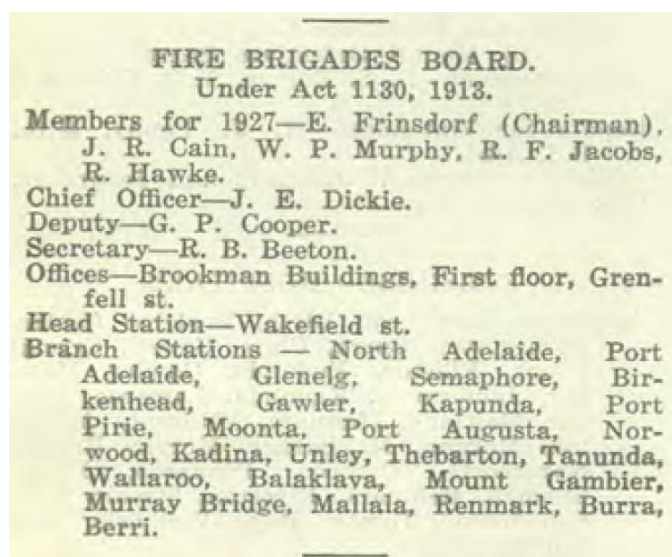 FIRE BRIGADES BOARD.
Under Act 1130, 1913.
Members for 1927—E. Frinsdorf (Chairman),
J. R. Cain, W. P. Murphy, R. F. Jacobs,
R. Hawke.
Chief Officer—J. E. Dickie.
Deputy—G. P. Cooper.
Secretary—R. B. Beeton.
Offices—Brookman Buildings, First floor, Gren-
fell st.
Head Station—Wakefield st.
Branch Stations — North Adelaide, Port
Adelaide, Glenelg, Semaphore, Bir-
kenhead, Gawler, Kapunda, Port
Pirie, Moonta, Port Augusta, Nor-
wood, Kadina, Unley, Thebarton, Tanunda,
Wallaroo, Balaklava, Mount Gambier,
Murray Bridge, Mallala, Renmark, Burra,
Berri.